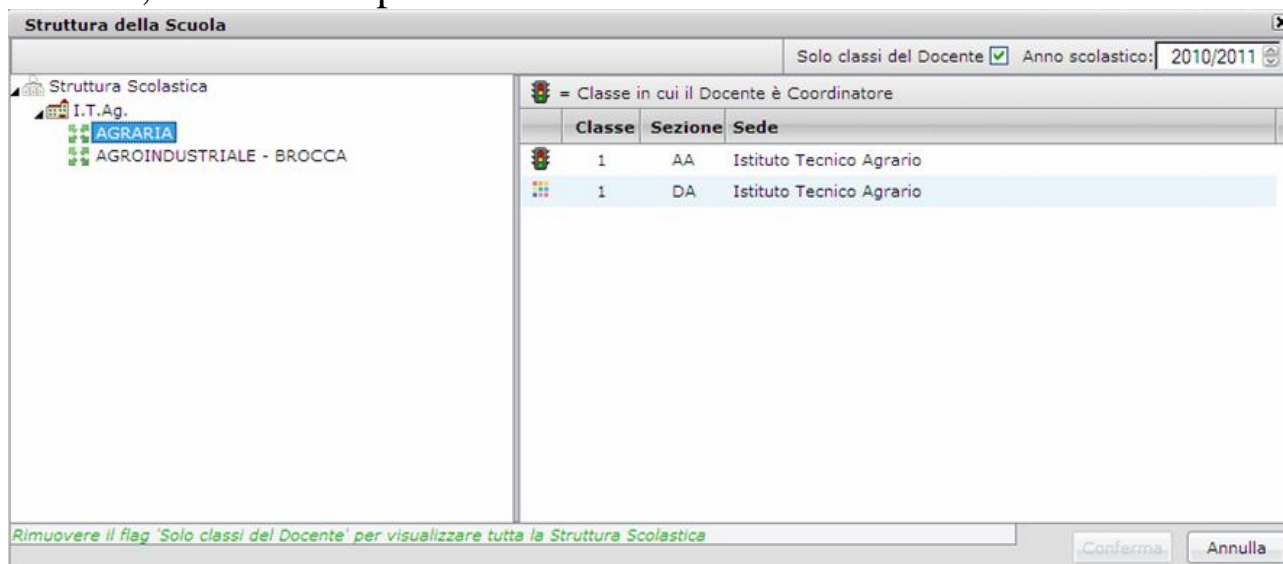 Struttura della Scuola
Solo classi del Docente Anno scolastico: 2010/2011
Struttura Scolastica
I.T.Ag.
AGRARIA
AGROINDUSTRIALE - BROCCA
= Classe in cui il Docente è Coordinatore
Classe Sezione Sede
1 AA Istituto Tecnico Agrario
1 DA Istituto Tecnico Agrario
Rimuovere il flag 'Solo classi del Docente' per visualizzare tutta la Struttura Scolastica
Conferma Annulla